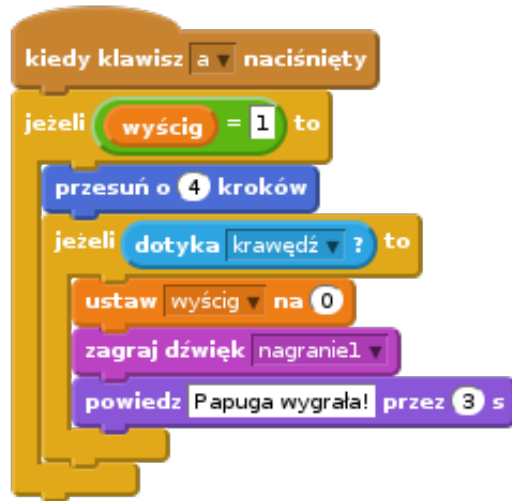 kiedy klawisz a naciśnięty
jeżeli wyścig = 1 to
przesuń o 4 kroków
jeżeli dotyka krawędź ? to
ustaw wyścig na 0
zagraj dźwięk nagranie1
powiedz Papuga wygrała! przez 3 s